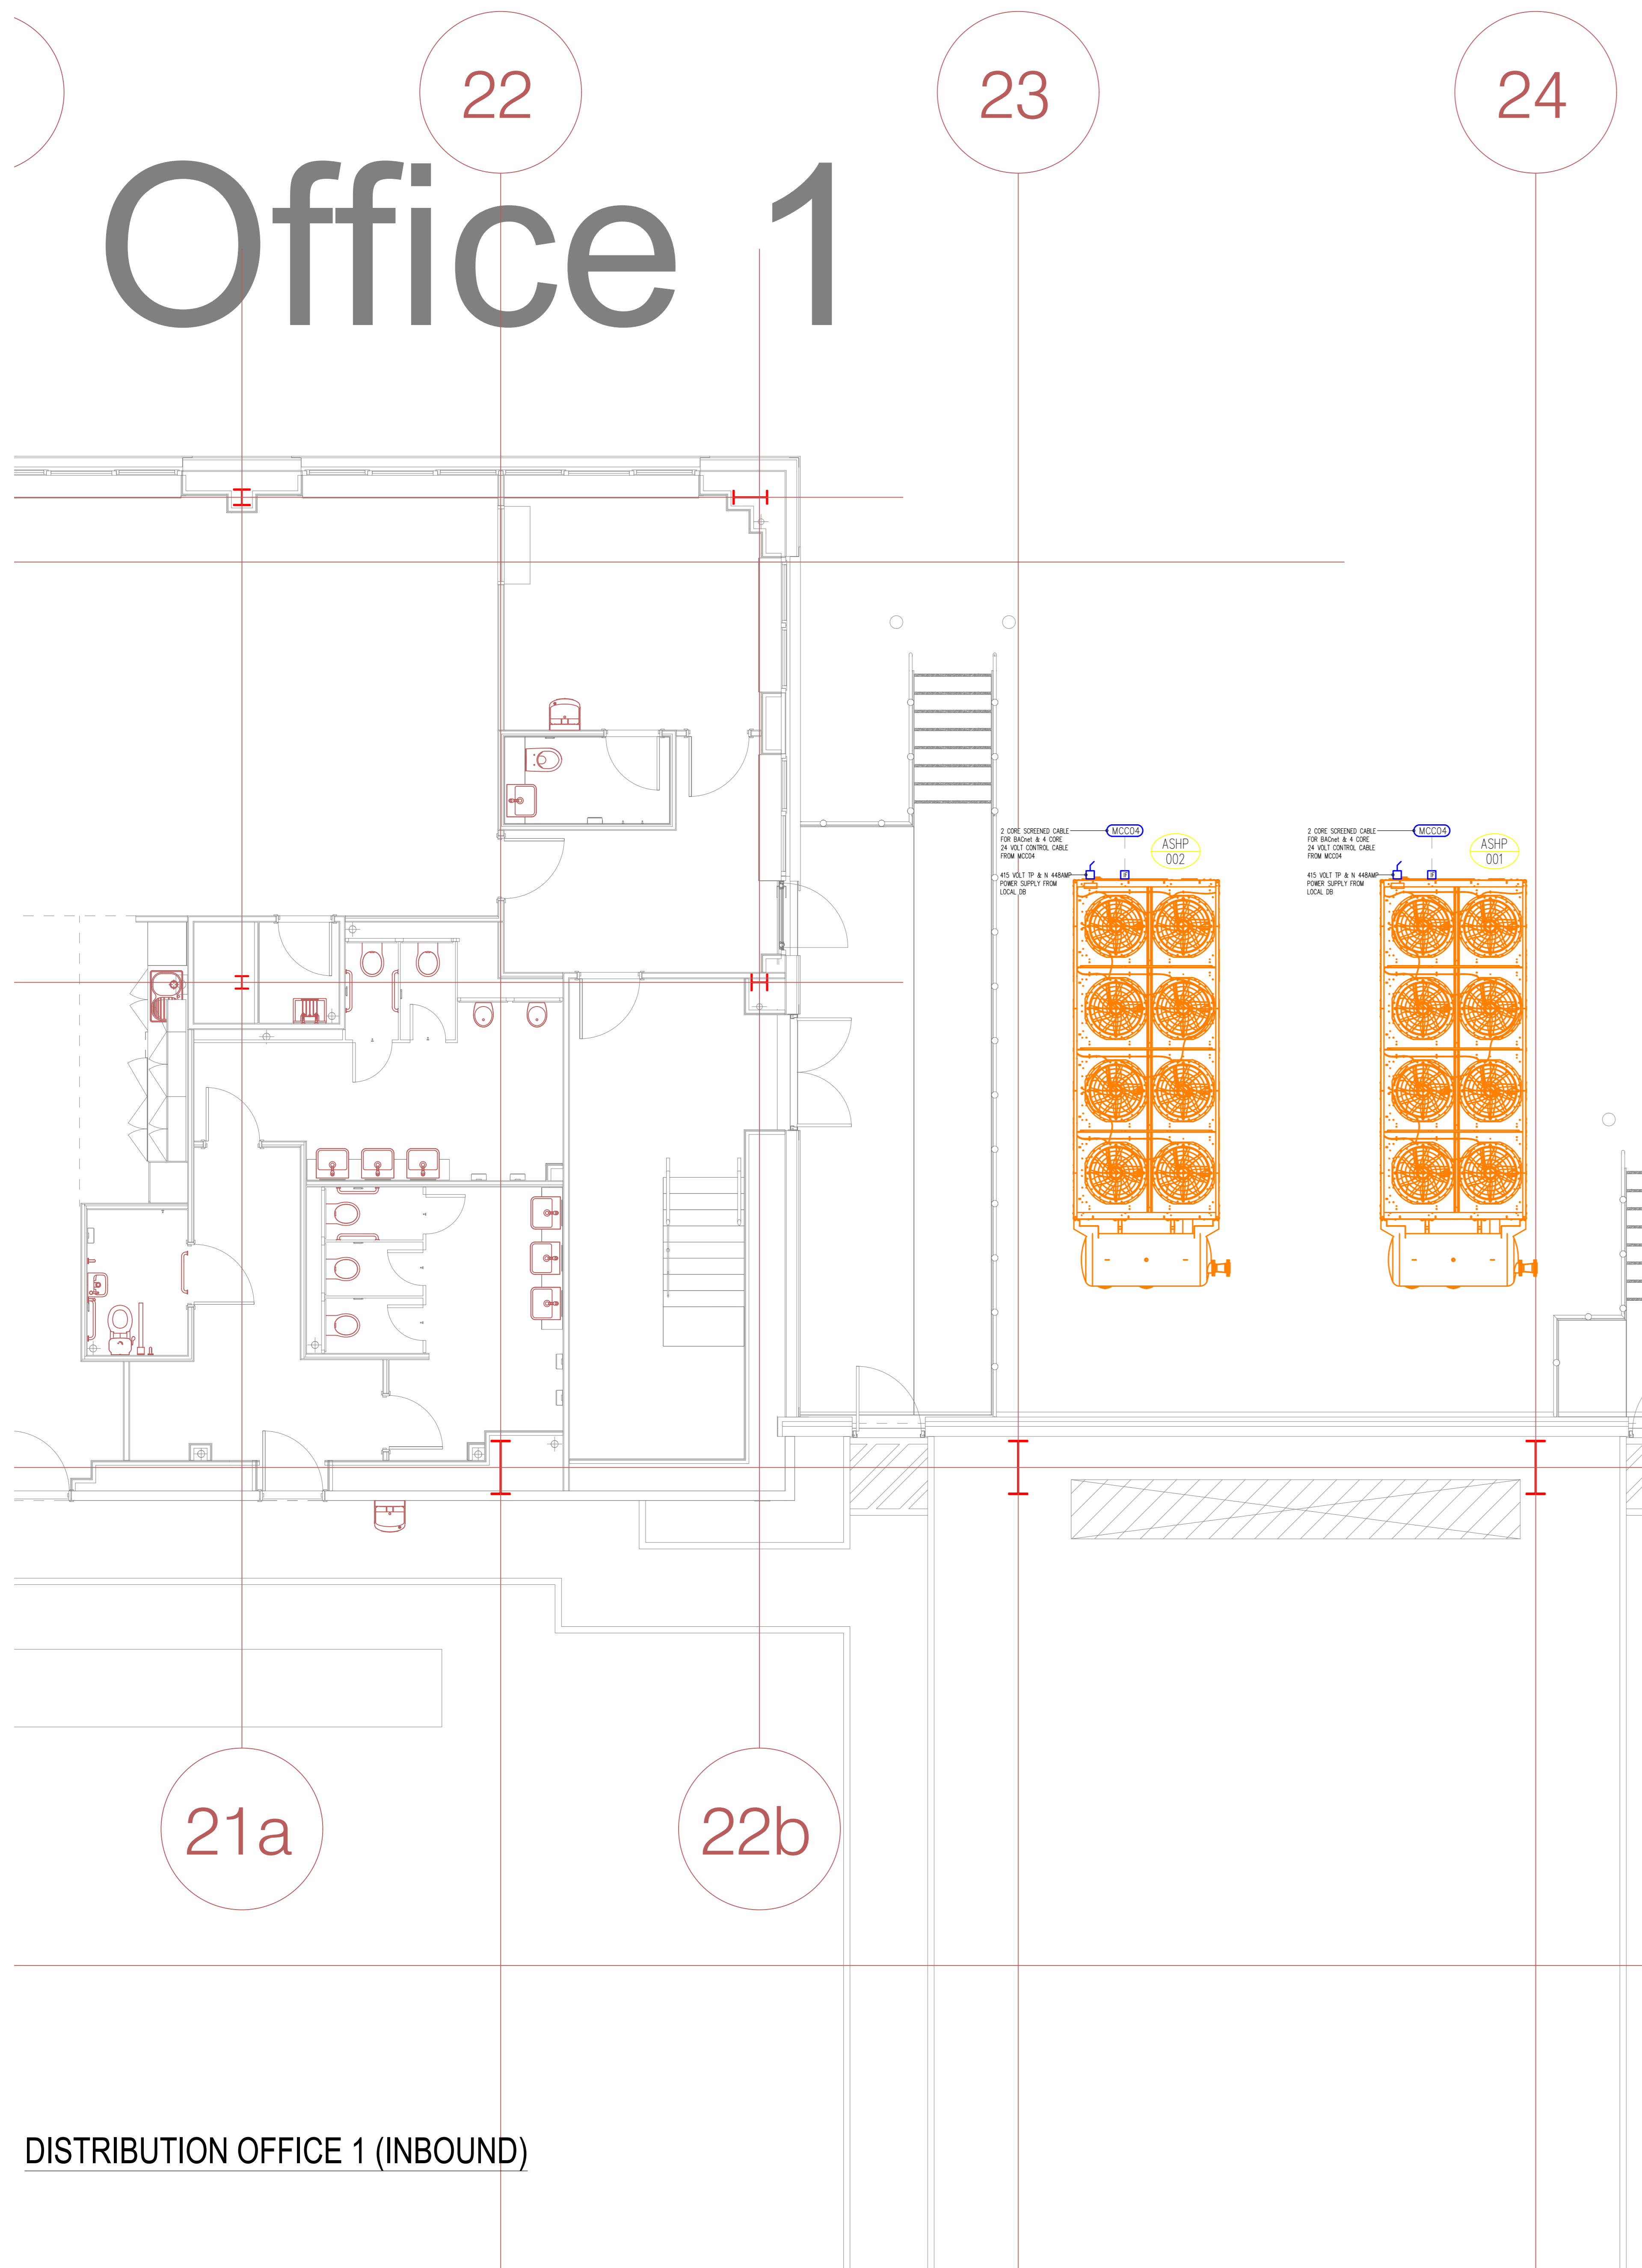 22
23
24
Office 1
2 CORE SCREENED CABLE
FOR BACnet & 4 CORE
24 VOLT CONTROL CABLE
FROM MCC04
MCC04
ASHP
002
415 VOLT TP & N 448AMP
POWER SUPPLY FROM
LOCAL DB
2 CORE SCREENED CABLE
FOR BACnet & 4 CORE
24 VOLT CONTROL CABLE
FROM MCC04
MCC04
ASHP
001
415 VOLT TP & N 448AMP
POWER SUPPLY FROM
LOCAL DB
21a
22b
DISTRIBUTION OFFICE 1 (INBOUND)